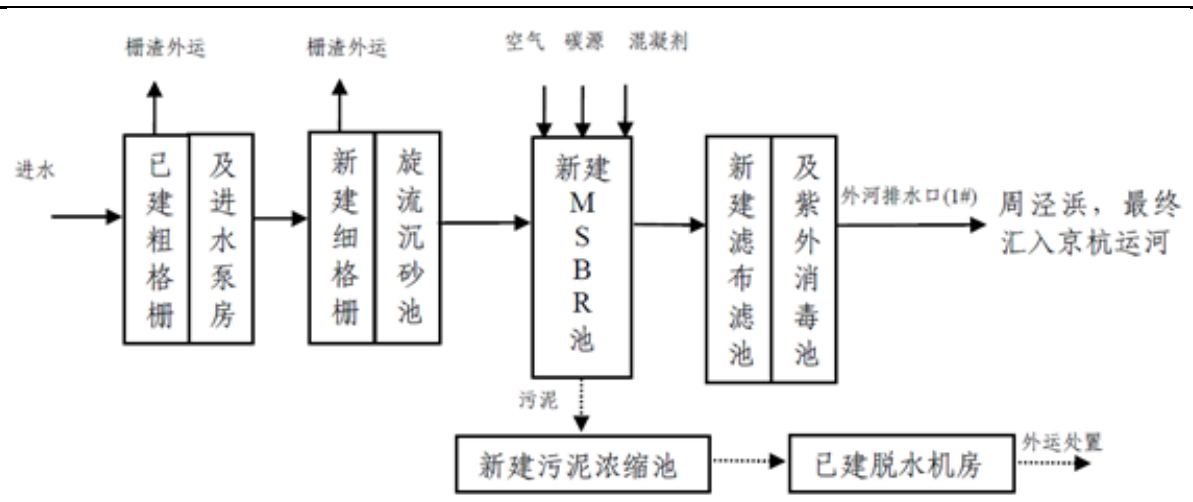 栅渣外运
栅渣外运
空气 碳源 混凝剂
进水
已建粗格栅
及进水泵房
新建细格栅
旋流沉砂池
新建
M
S
B
R
池
新建滤布滤池
及紫外消毒池
外河排水口(1#)
周泾浜，最终
汇入京杭运河
污泥
新建污泥浓缩池
已建脱水机房
外运处置